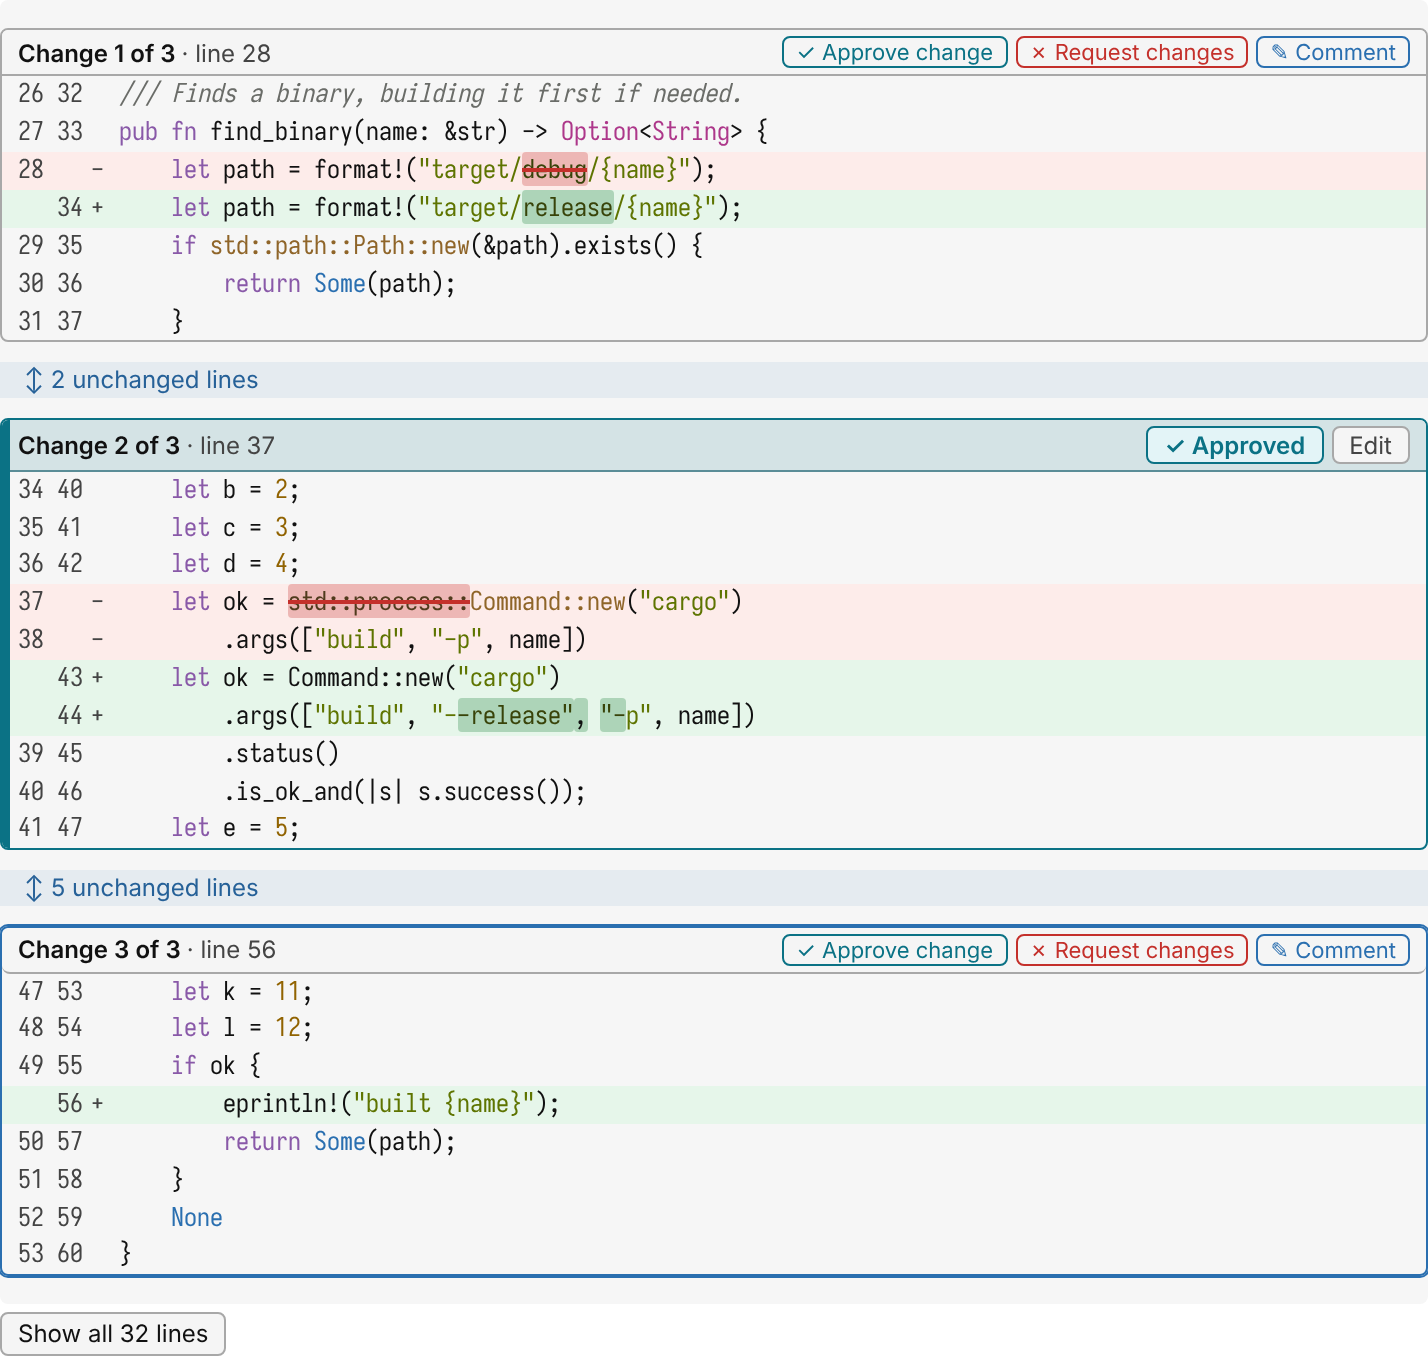 Change 1 of 3 · line 28 ✓ Approve change × Request changes ✎ Comment
26 32 /// Finds a binary, building it first if needed.
27 33 pub fn find_binary(name: &str) -> Option<String> {
28 - let path = format!("target/debug/{name}");
34 + let path = format!("target/release/{name}");
29 35 if std::path::Path::new(&path).exists() {
30 36 return Some(path);
31 37 }
↕ 2 unchanged lines
Change 2 of 3 · line 37 ✓ Approved Edit
34 40 let b = 2;
35 41 let c = 3;
36 42 let d = 4;
37 - let ok = std::process::Command::new("cargo")
38 - .args(["build", "-p", name])
43 + let ok = Command::new("cargo")
44 + .args(["build", "--release", "-p", name])
39 45 .status()
40 46 .is_ok_and(|s| s.success());
41 47 let e = 5;
↕ 5 unchanged lines
Change 3 of 3 · line 56 ✓ Approve change × Request changes ✎ Comment
47 53 let k = 11;
48 54 let l = 12;
49 55 if ok {
56 + eprintln!("built {name}");
50 57 return Some(path);
51 58 }
52 59 None
53 60 }
Show all 32 lines